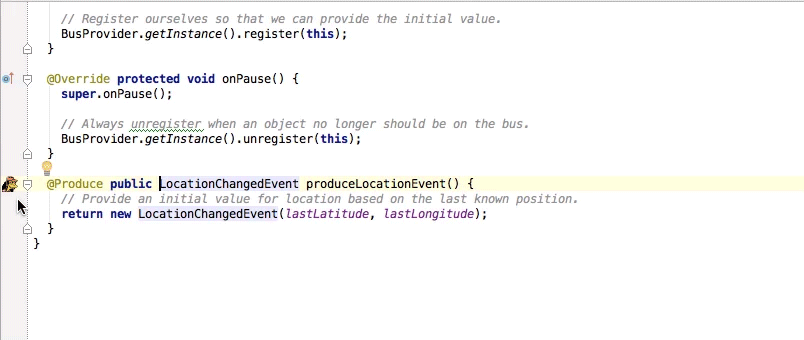 // Register ourselves so that we can provide the initial value.
BusProvider.getInstance().register(this);
}
@Override protected void onPause() {
super.onPause();
// Always unregister when an object no longer should be on the bus.
BusProvider.getInstance().unregister(this);
}
@Produce public LocationChangedEvent produceLocationEvent() {
// Provide an initial value for location based on the last known position.
return new LocationChangedEvent(lastLatitude, lastLongitude);
}
}